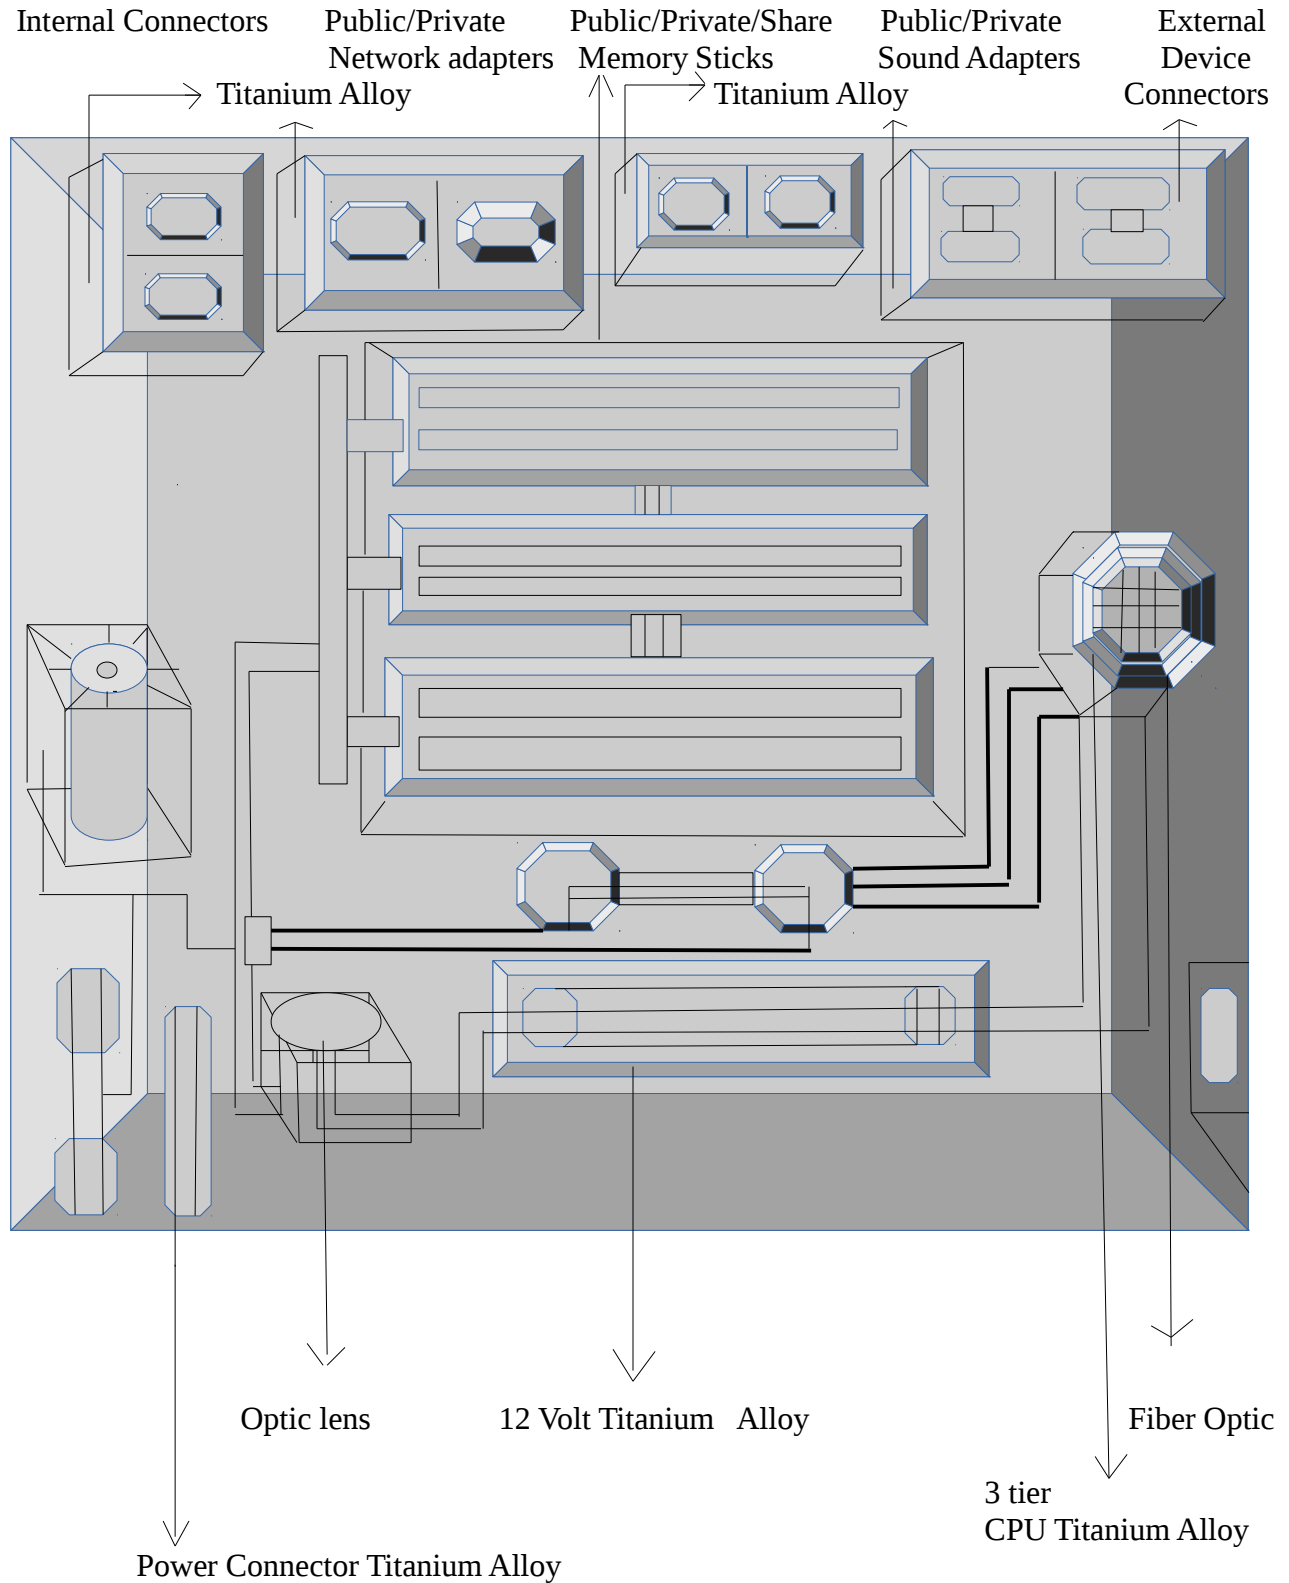 Internal Connectors
Public/Private
Network adapters
Public/Private/Share
Memory Sticks
Public/Private
Sound Adapters
External
Device
Connectors
Titanium Alloy
Titanium Alloy
Optic lens
12 Volt Titanium Alloy
Fiber Optic
3 tier
CPU Titanium Alloy
Power Connector Titanium Alloy